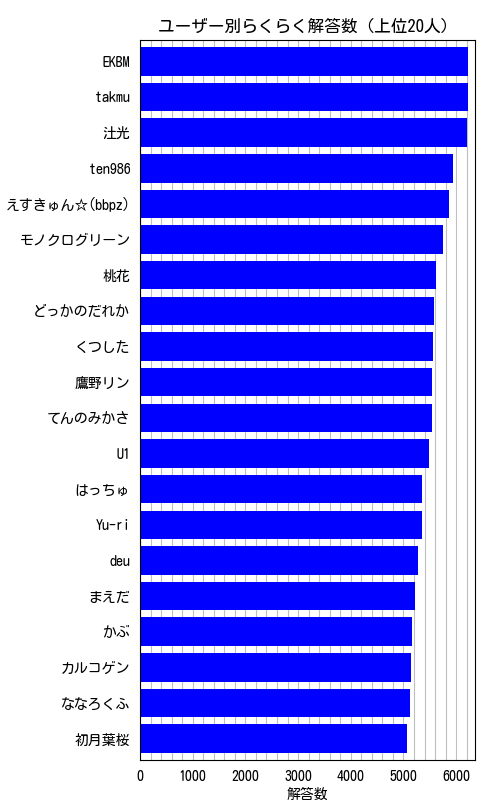 ユーザー別らくらく解答数 (上位20人)
EKBM
takmu
汢光
ten986
えすきゅん☆(bbpz)
モノクログリーン
桃花
どっかのだれか
くつした
鷹野リン
てんのみかさ
U1
はっちゅ
Yu-ri
deu
まえだ
かぶ
カルコゲン
ななろくふ
初月葉桜
0 1000 2000 3000 4000 5000 6000
解答数